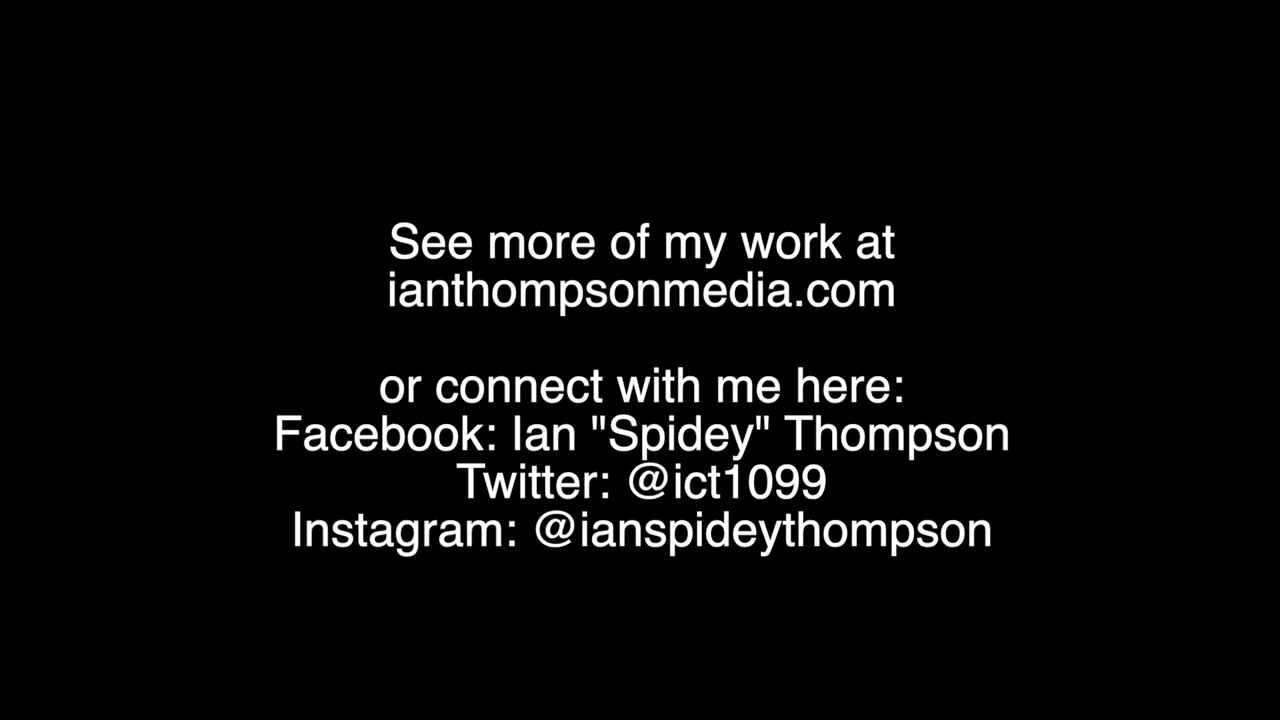 See more of my work at
ianthompsonmedia.com
or connect with me here:
Facebook: Ian "Spidey" Thompson
Twitter: @ict1099
Instagram: @ianspideythompson